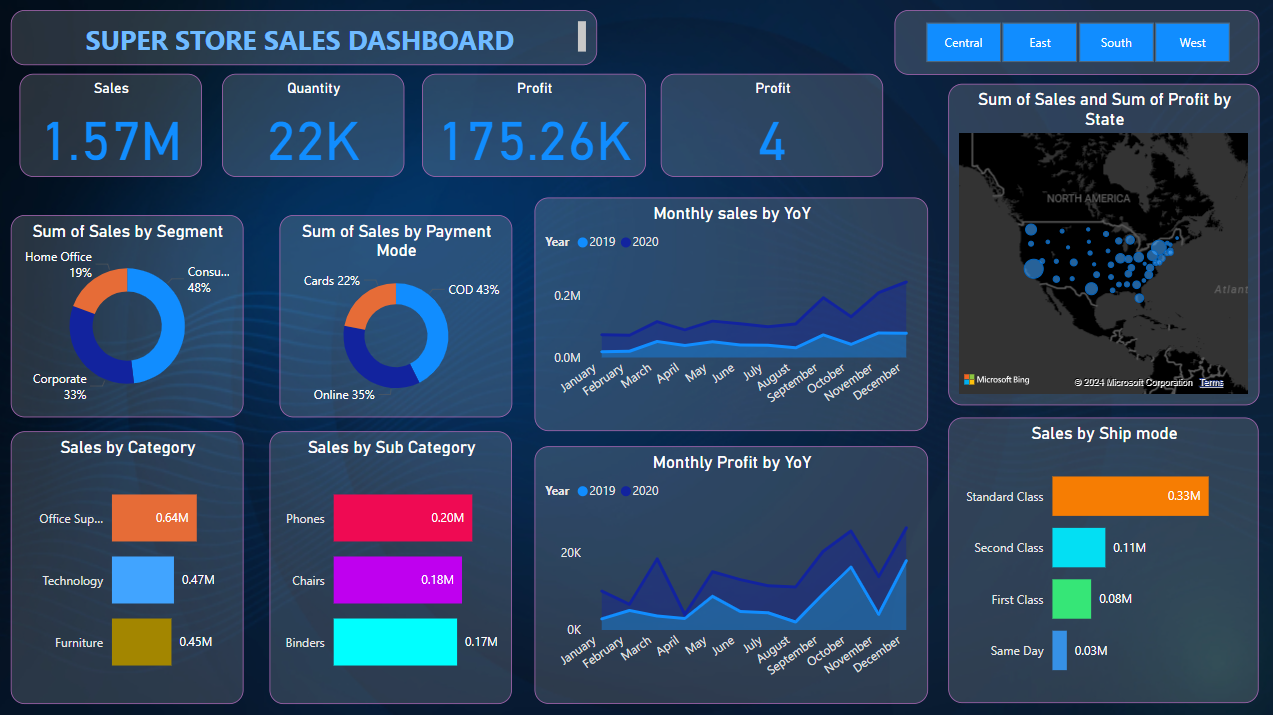 SUPER STORE SALES DASHBOARD
Central
East
South
West
Sales
1.57M
Quantity
22K
Profit
175.26K
Profit
4
Sum of Sales and Sum of Profit by
State
NORTH AMERICA
Atlant
Microsoft Bing
© 2024 Microsoft Corporation Terms
Sum of Sales by Segment
Home Office
19%
Consu...
48%
Corporate
33%
Sum of Sales by Payment
Mode
Cards 22%
COD 43%
Online 35%
Monthly sales by YoY
Year 2019 2020
0.2M
0.0M
January
February
March
April
May
June
July
August
September
October
November
December
Sales by Category
Office Sup...
0.64M
Technology
0.47M
Furniture
0.45M
Sales by Sub Category
Phones
0.20M
Chairs
0.18M
Binders
0.17M
Monthly Profit by YoY
Year 2019 2020
20K
0K
January
February
March
April
May
June
July
August
September
October
November
December
Sales by Ship mode
Standard Class
0.33M
Second Class
0.11M
First Class
0.08M
Same Day
0.03M